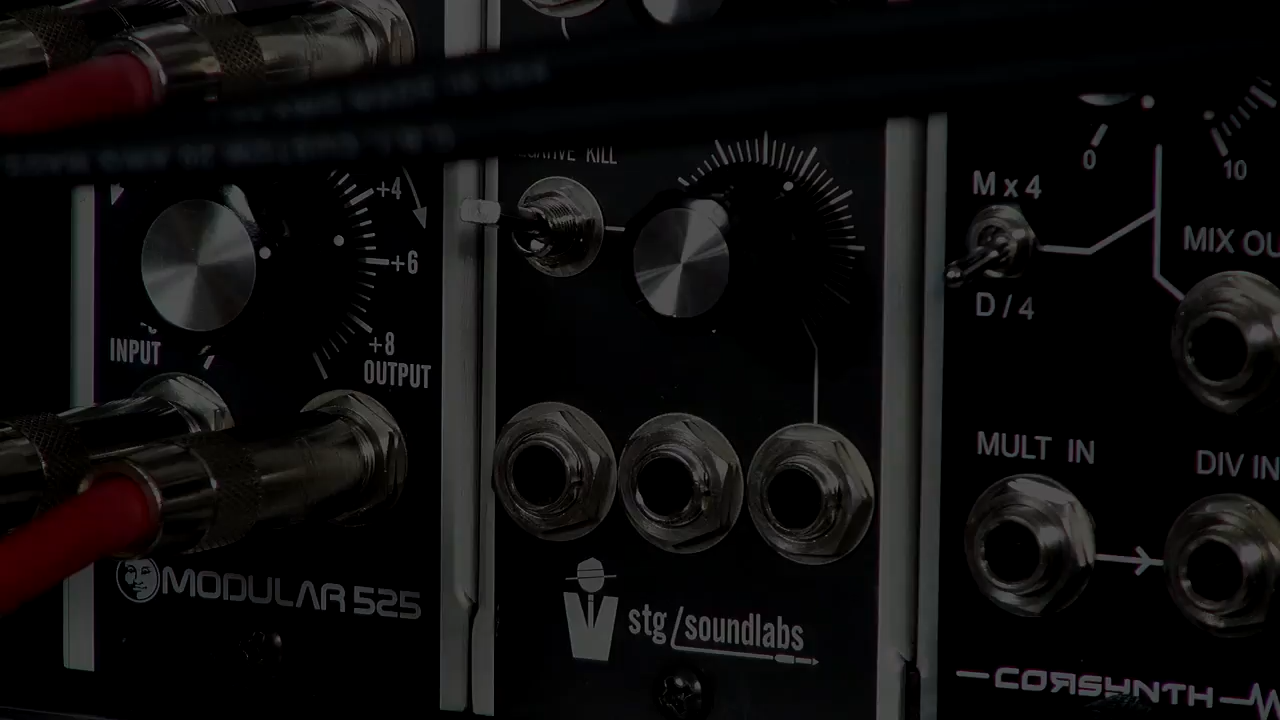 KILL
+4
+6
+8
INPUT
OUTPUT
MODULAR 525
stg/soundlabs
0
10
M x 4
D / 4
MIX
MULT IN
DIV IN
CORSYNTH